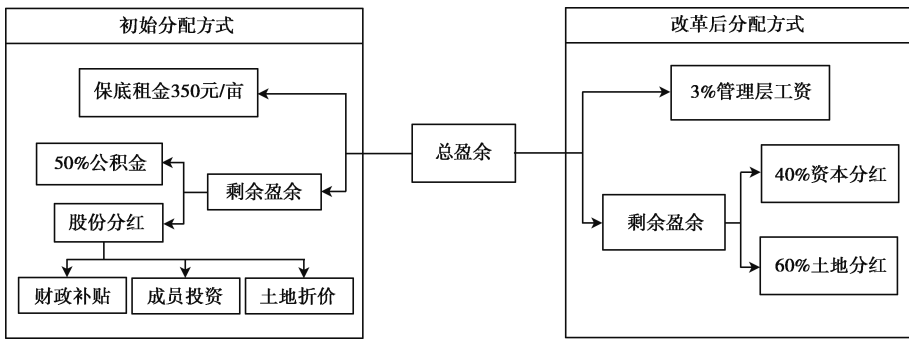 初始分配方式
保底租金350元/亩
50%公积金
剩余盈余
股份分红
财政补贴
成员投资
土地折价
总盈余
改革后分配方式
3%管理层工资
40%资本分红
剩余盈余
60%土地分红